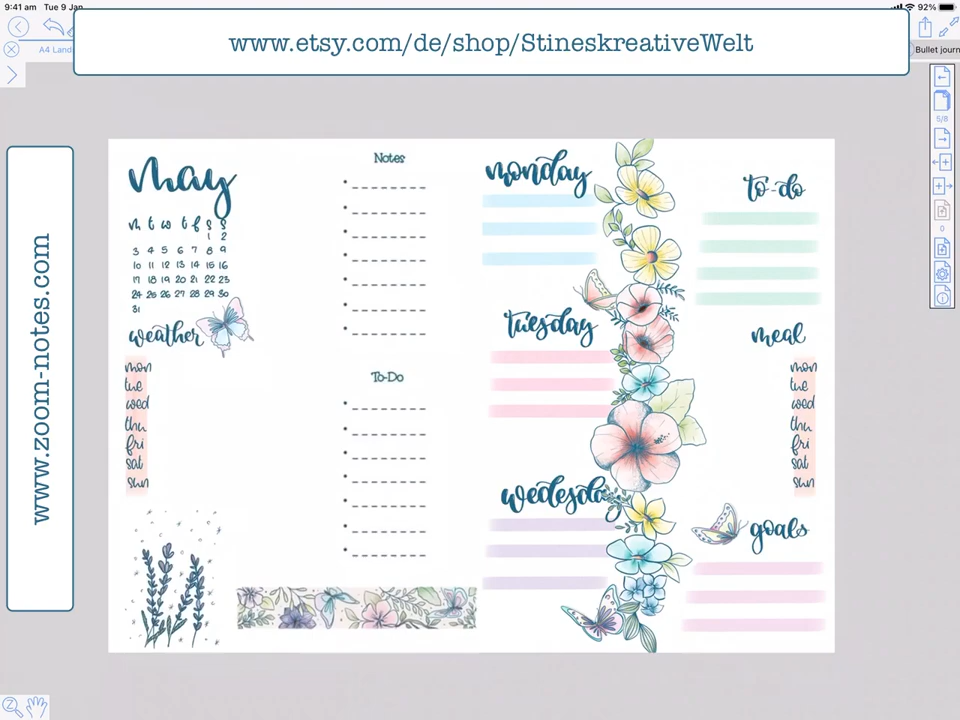 9:41 am Tue 9 Jan
92%
www.etsy.com/de/shop/StineskreativeWelt
A4 Land
Bullet journ
www.zoom-notes.com
5/8
0
may
m t w t f s s
1 2
3 4 5 6 7 8 9
10 11 12 13 14 15 16
17 18 19 20 21 22 23
24 25 26 27 28 29 30
31
weather
mon
tue
wed
thu
fri
sat
sun
Notes
To-Do
monday
tuesday
wedesday
to-do
meal
mon
tue
wed
thu
fri
sat
sun
goals
Z